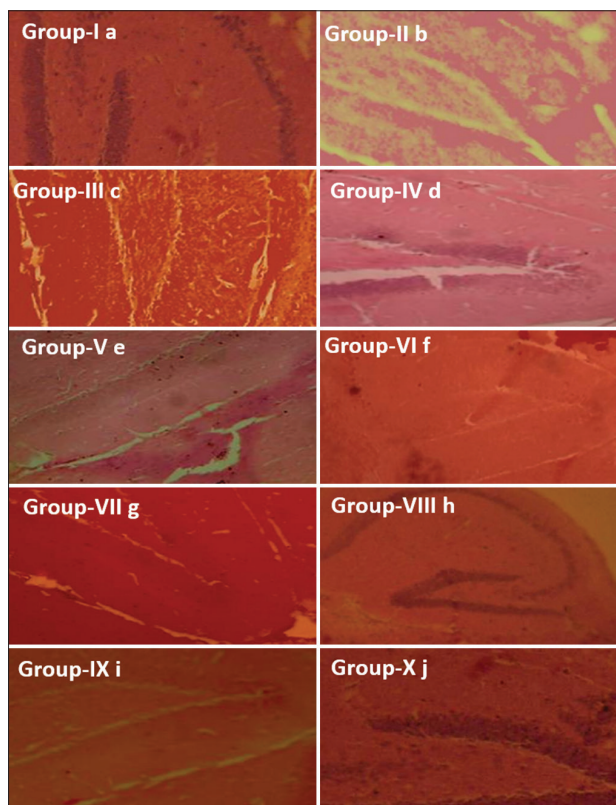 Group-I a
Group-II b
Group-III c
Group-IV d
Group-V e
Group-VI f
Group-VII g
Group-VIII h
Group-IX i
Group-X j